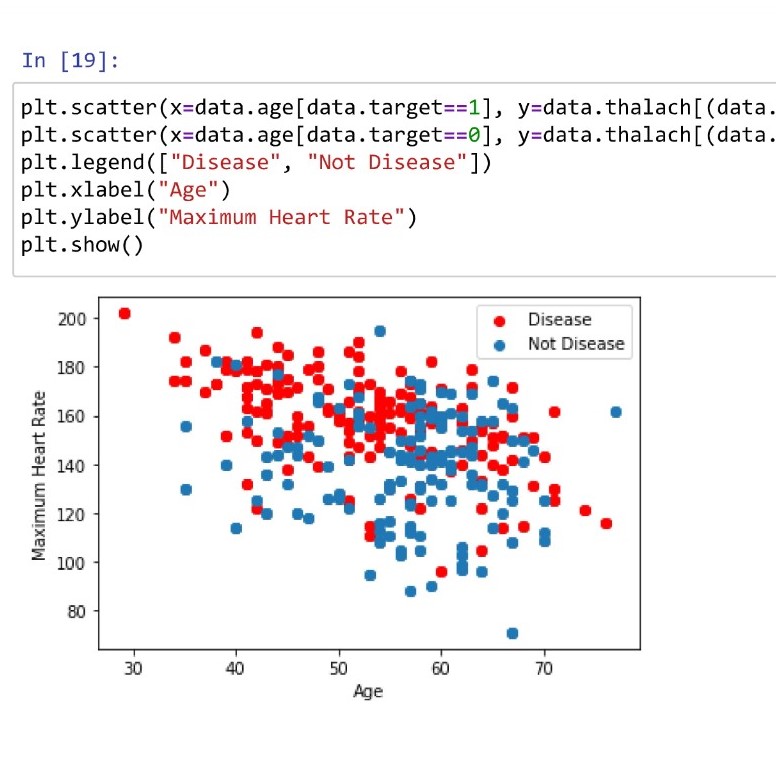 In [19]:
plt.scatter(x=data.age[data.target==1], y=data.thalach[(data.
plt.scatter(x=data.age[data.target==0], y=data.thalach[(data.
plt.legend(["Disease", "Not Disease"])
plt.xlabel("Age")
plt.ylabel("Maximum Heart Rate")
plt.show()
Disease
Not Disease
200
180
160
140
120
100
80
Maximum Heart Rate
30 40 50 60 70
Age